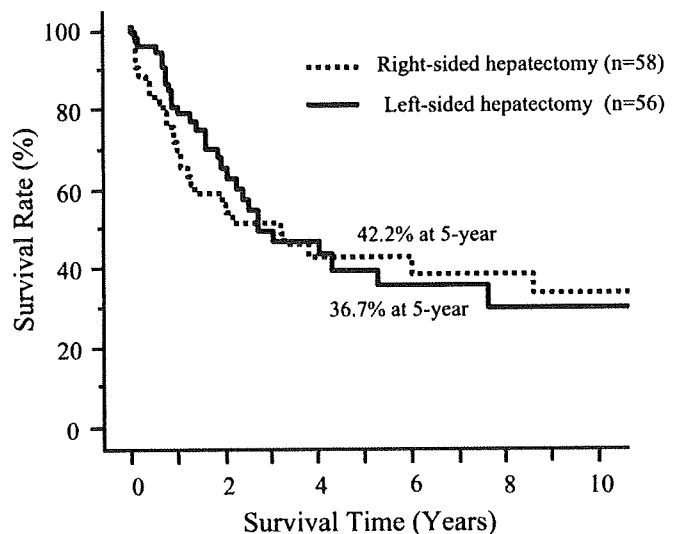 Survival Rate (%)
100
80
60
40
20
0
Right-sided hepatectomy (n=58)
Left-sided hepatectomy (n=56)
42.2% at 5-year
36.7% at 5-year
0 2 4 6 8 10
Survival Time (Years)